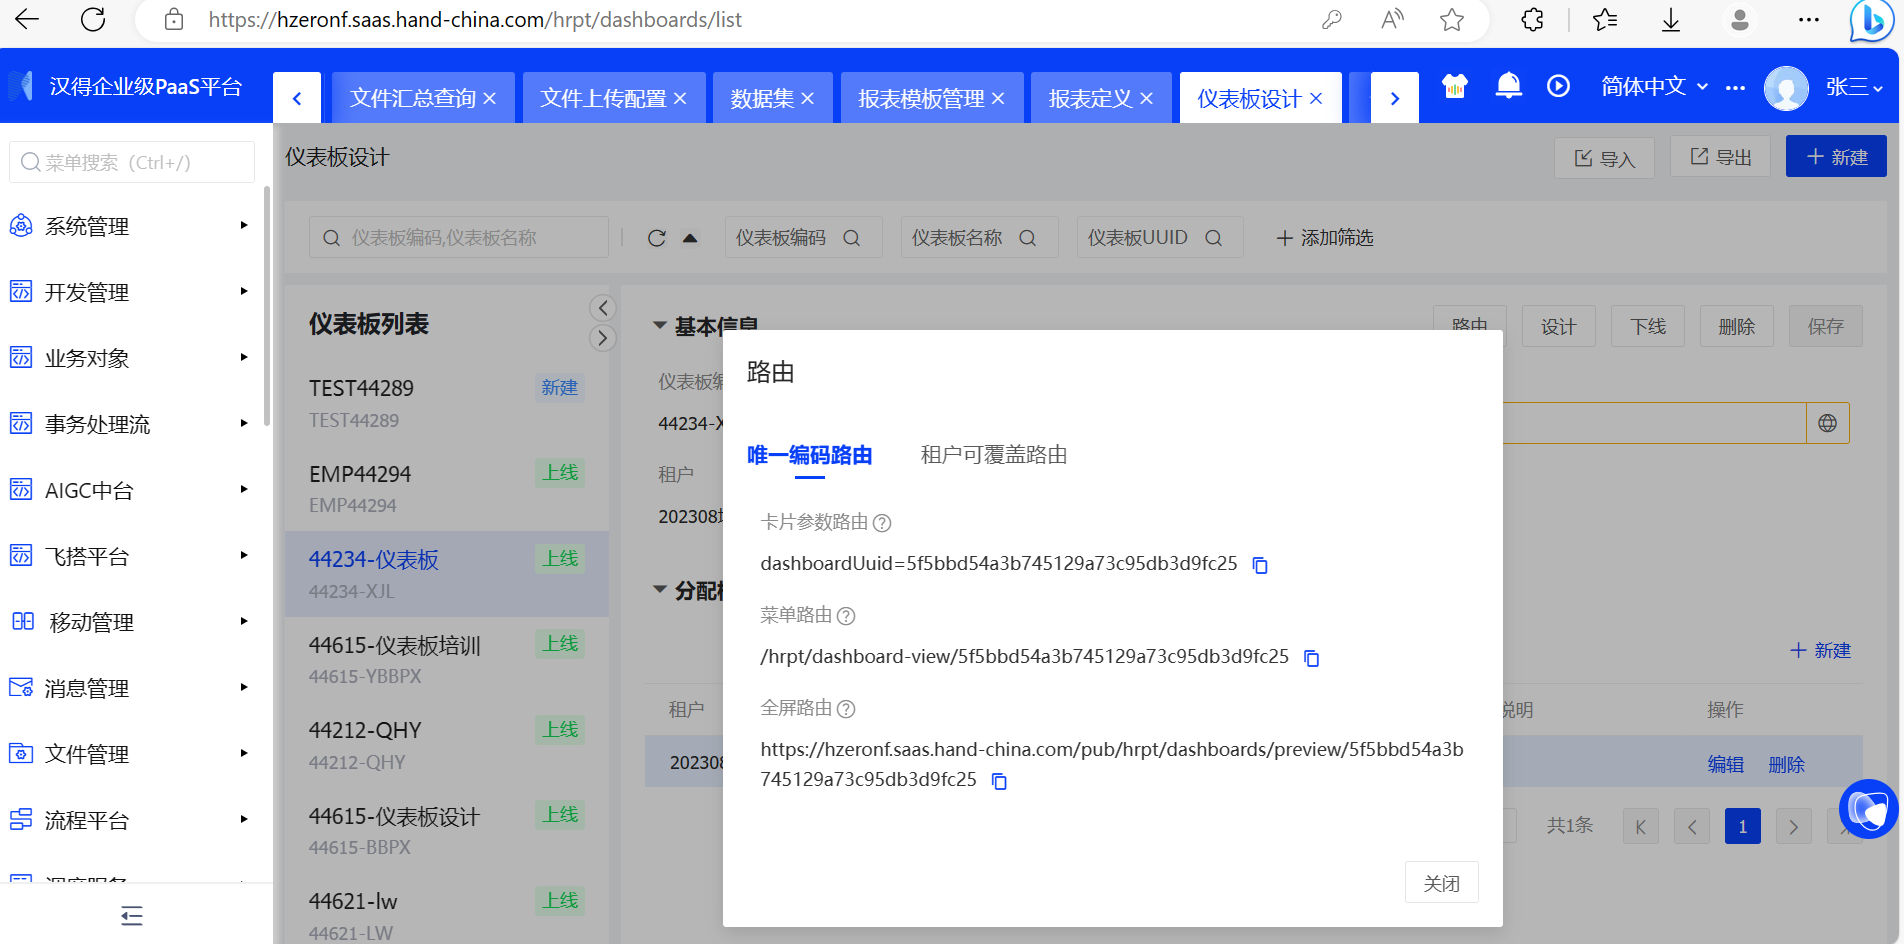 https://hzeronf.saas.hand-china.com/hrpt/dashboards/list
汉得企业级PaaS平台
文件汇总查询
文件上传配置
数据集
报表模板管理
报表定义
仪表板设计
简体中文
张三
菜单搜索（Ctrl+/）
系统管理
开发管理
业务对象
事务处理流
AIGC中台
飞搭平台
移动管理
消息管理
文件管理
流程平台
仪表板设计
导入
导出
新建
仪表板编码,仪表板名称
仪表板编码
仪表板名称
仪表板UUID
添加筛选
仪表板列表
TEST44289
新建
TEST44289
EMP44294
上线
EMP44294
44234-仪表板
上线
44234-XJL
44615-仪表板培训
上线
44615-YBBPX
44212-QHY
上线
44212-QHY
44615-仪表板设计
上线
44615-BBPX
44621-lw
上线
44621-LW
基本信息
路由
设计
下线
删除
保存
仪表板编
44234-X
租户
202308
分配
新建
租户
说明
操作
202308
编辑
删除
共1条
1
路由
唯一编码路由
租户可覆盖路由
卡片参数路由
dashboardUuid=5f5bbd54a3b745129a73c95db3d9fc25
菜单路由
/hrpt/dashboard-view/5f5bbd54a3b745129a73c95db3d9fc25
全屏路由
https://hzeronf.saas.hand-china.com/pub/hrpt/dashboards/preview/5f5bbd54a3b
745129a73c95db3d9fc25
关闭